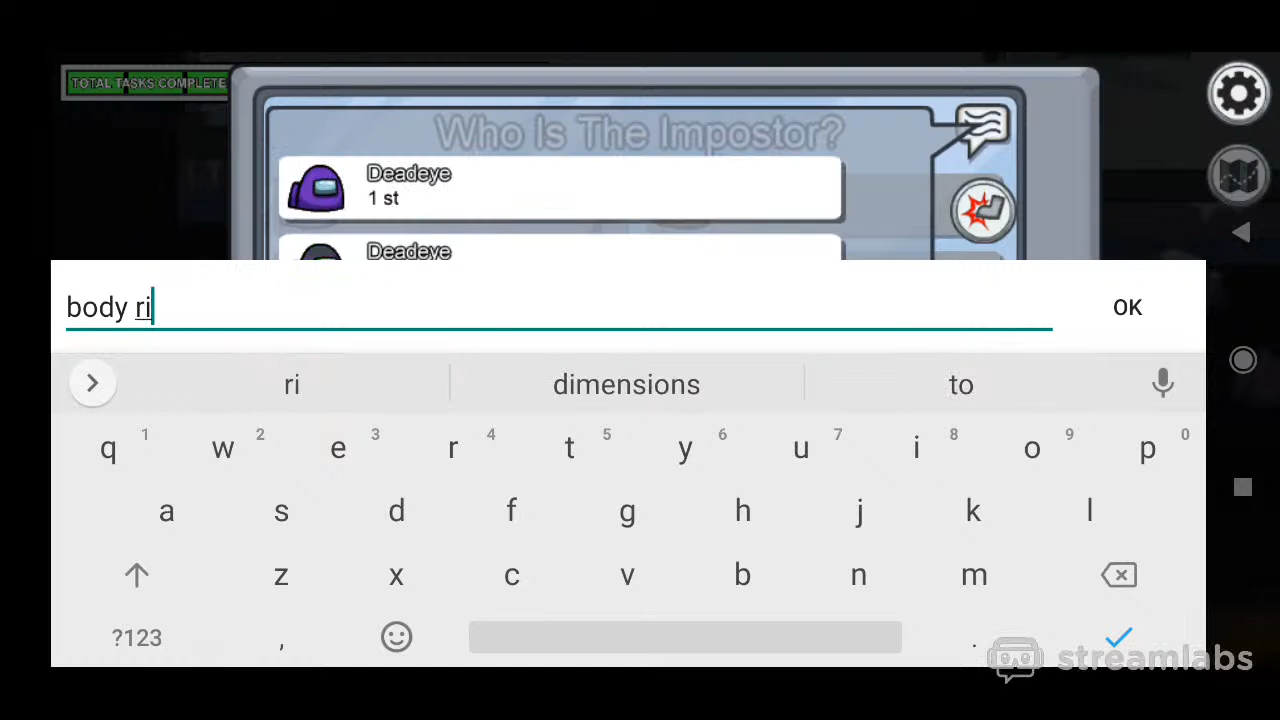 TOTAL TASKS COMPLETE
Who Is The Impostor?
Deadeye
1 st
Deadeye
body ri
OK
ri dimensions to
q 1 w 2 e 3 r 4 t 5 y 6 u 7 i 8 o 9 p 0
a s d f g h j k l
z x c v b n m
?123 , .
streamlabs